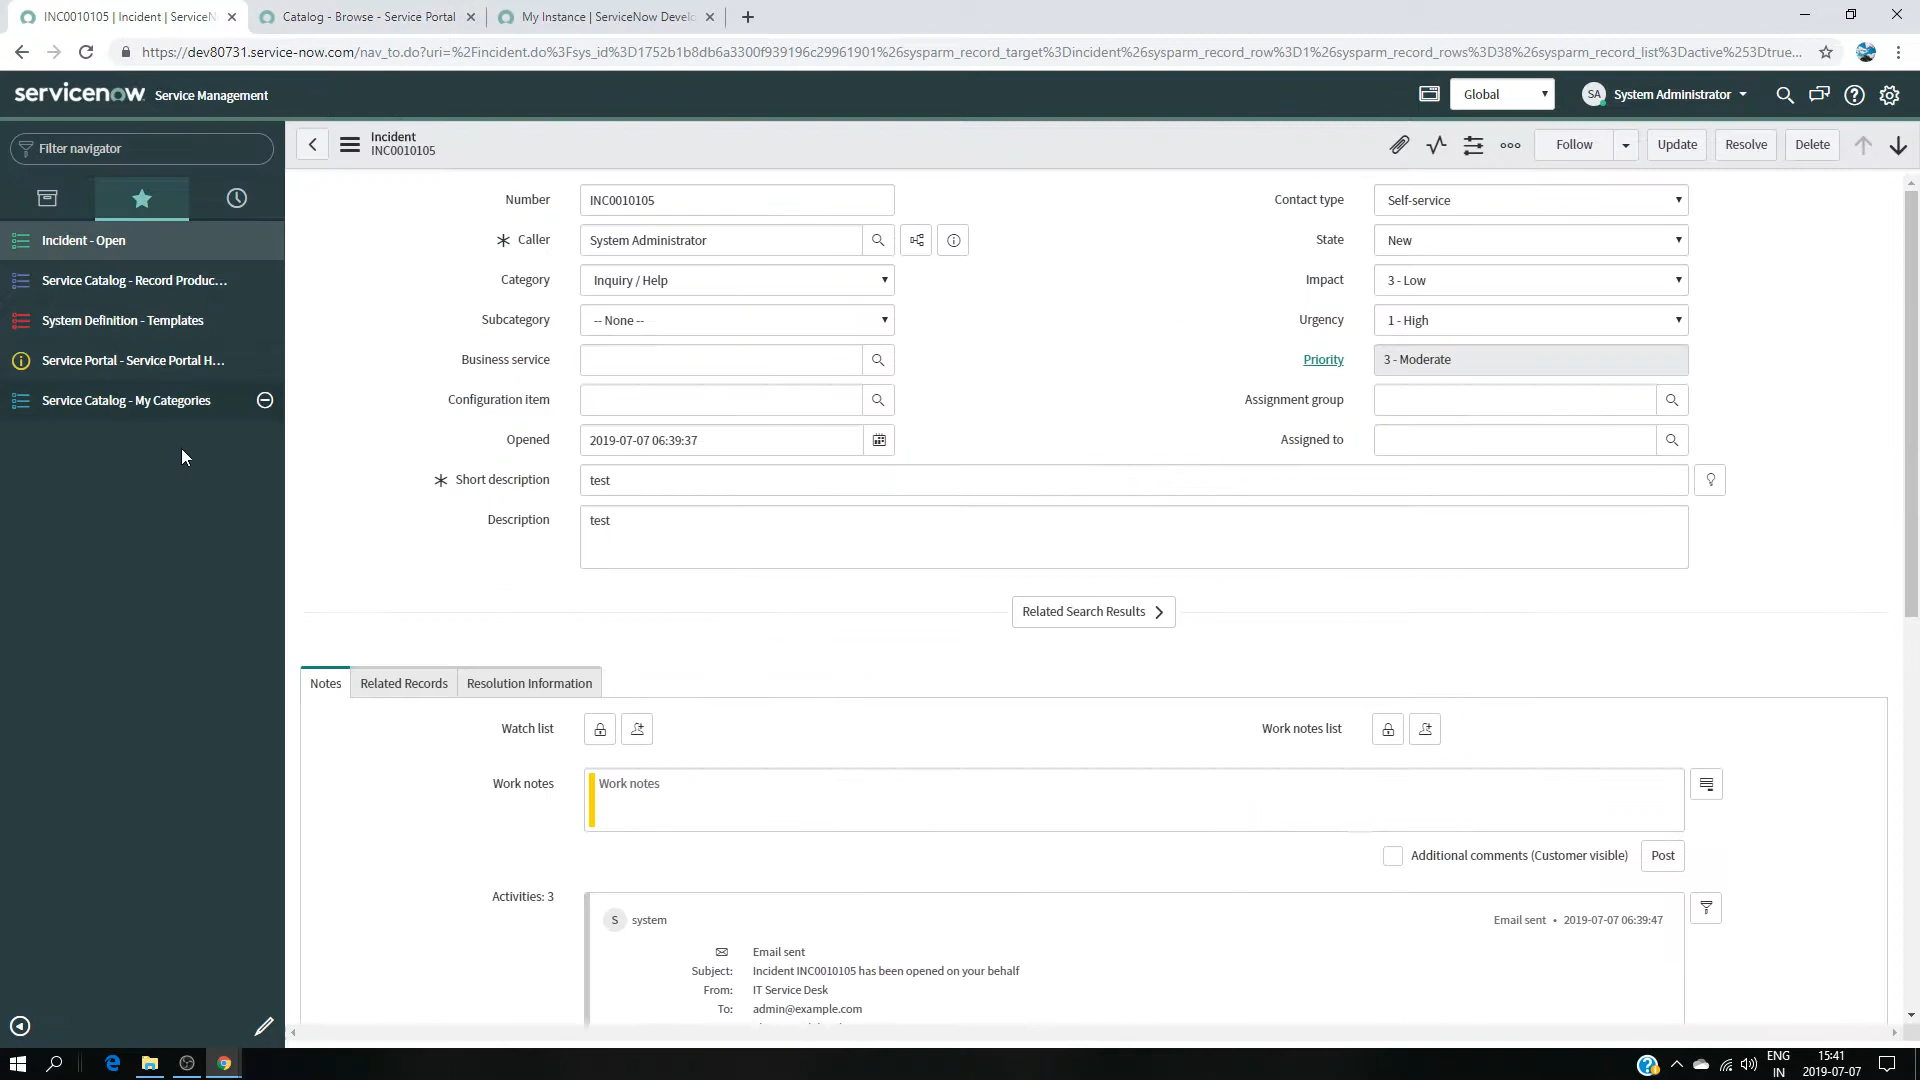 INC0010105 | Incident | ServiceN
Catalog - Browse - Service Portal
My Instance | ServiceNow Develo
https://dev80731.service-now.com/nav_to.do?uri=%2Fincident.do%3Fsys_id%3D1752b1b8db6a3300f939196c29961901%26sysparm_record_target%3Dincident%26sysparm_record_row%3D1%26sysparm_record_rows%3D38%26sysparm_record_list%3Dactive%253Dtrue...
servicenow Service Management
Global
SA System Administrator
Filter navigator
Incident - Open
Service Catalog - Record Produc...
System Definition - Templates
Service Portal - Service Portal H...
Service Catalog - My Categories
Incident
INC0010105
Follow
Update
Resolve
Delete
Number INC0010105
Contact type Self-service
Caller System Administrator
State New
Category Inquiry / Help
Impact 3 - Low
Subcategory -- None --
Urgency 1 - High
Business service
Priority 3 - Moderate
Configuration item
Assignment group
Opened 2019-07-07 06:39:37
Assigned to
Short description test
Description test
Related Search Results
Notes
Related Records
Resolution Information
Watch list
Work notes list
Work notes Work notes
Additional comments (Customer visible)
Post
Activities: 3
S system
Email sent • 2019-07-07 06:39:47
Email sent
Subject: Incident INC0010105 has been opened on your behalf
From: IT Service Desk
To: admin@example.com
ENG
IN
15:41
2019-07-07